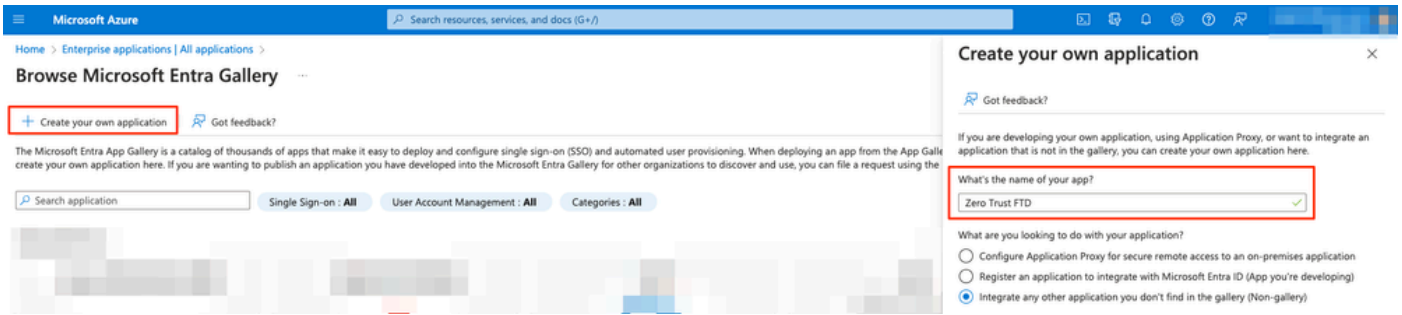 Microsoft Azure
Search resources, services, and docs (G+/)
Home > Enterprise applications | All applications >
Browse Microsoft Entra Gallery ...
+ Create your own application
Got feedback?
The Microsoft Entra App Gallery is a catalog of thousands of apps that make it easy to deploy and configure single sign-on (SSO) and automated user provisioning. When deploying an app from the App Galle
create your own application here. If you are wanting to publish an application you have developed into the Microsoft Entra Gallery for other organizations to discover and use, you can file a request using the
Search application
Single Sign-on : All
User Account Management : All
Categories : All
Create your own application
Got feedback?
If you are developing your own application, using Application Proxy, or want to integrate an
application that is not in the gallery, you can create your own application here.
What's the name of your app?
Zero Trust FTD
What are you looking to do with your application?
Configure Application Proxy for secure remote access to an on-premises application
Register an application to integrate with Microsoft Entra ID (App you're developing)
Integrate any other application you don't find in the gallery (Non-gallery)